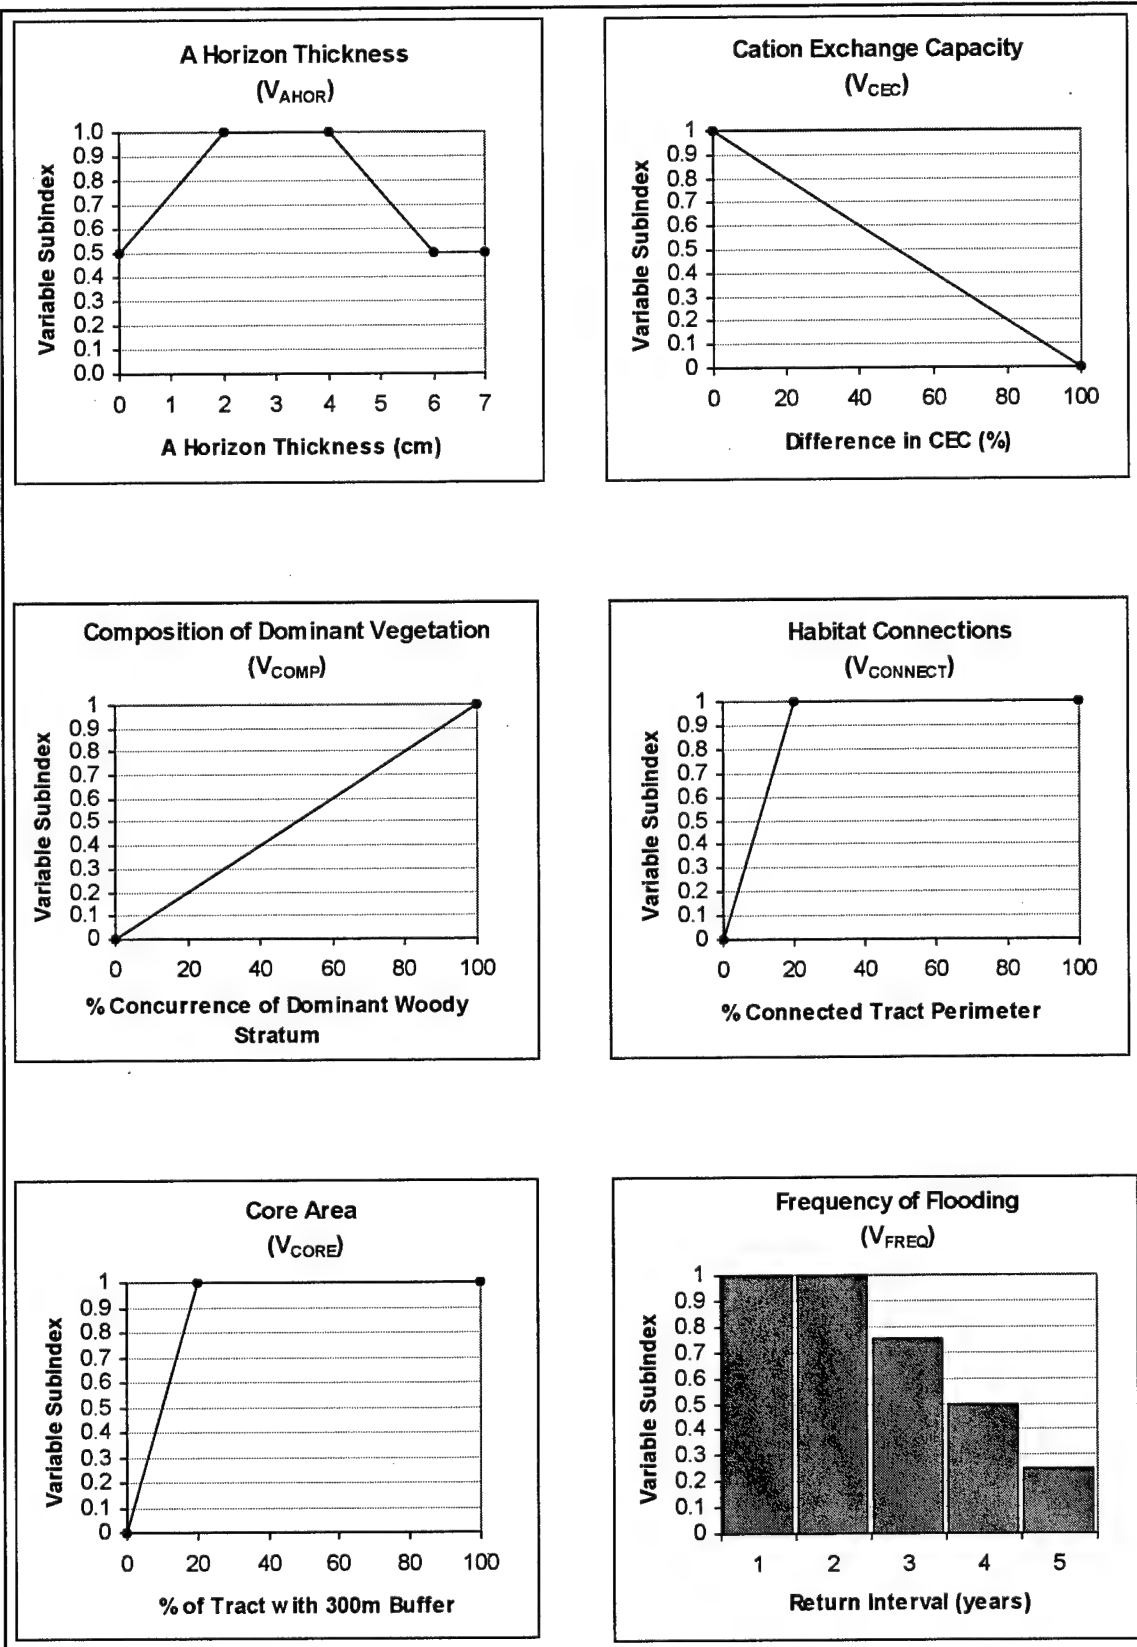 A Horizon Thickness
(V_AHOR)
1.0
0.9
0.8
0.7
0.6
0.5
0.4
0.3
0.2
0.1
0.0
Variable Subindex
0 1 2 3 4 5 6 7
A Horizon Thickness (cm)
Cation Exchange Capacity
(V_CEC)
1
0.9
0.8
0.7
0.6
0.5
0.4
0.3
0.2
0.1
0
Variable Subindex
0 20 40 60 80 100
Difference in CEC (%)
Composition of Dominant Vegetation
(V_COMP)
1
0.9
0.8
0.7
0.6
0.5
0.4
0.3
0.2
0.1
0
Variable Subindex
0 20 40 60 80 100
% Concurrence of Dominant Woody
Stratum
Habitat Connections
(V_CONNECT)
1
0.9
0.8
0.7
0.6
0.5
0.4
0.3
0.2
0.1
0
Variable Subindex
0 20 40 60 80 100
% Connected Tract Perimeter
Core Area
(V_CORE)
1
0.9
0.8
0.7
0.6
0.5
0.4
0.3
0.2
0.1
0
Variable Subindex
0 20 40 60 80 100
% of Tract with 300m Buffer
Frequency of Flooding
(V_FREQ)
1
0.9
0.8
0.7
0.6
0.5
0.4
0.3
0.2
0.1
0
Variable Subindex
1 2 3 4 5
Return Interval (years)